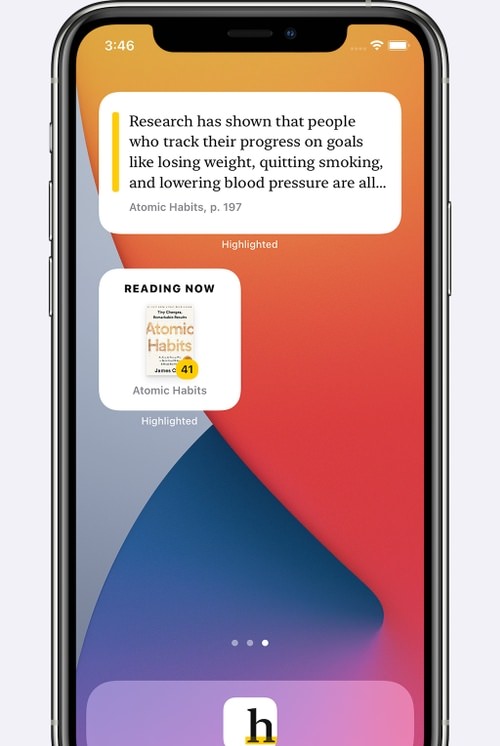 3:46
Research has shown that people
who track their progress on goals
like losing weight, quitting smoking,
and lowering blood pressure are all...
Atomic Habits, p. 197
Highlighted
READING NOW
Tiny Changes,
Remarkable Results
Atomic
Habits
James
41
Atomic Habits
Highlighted
h